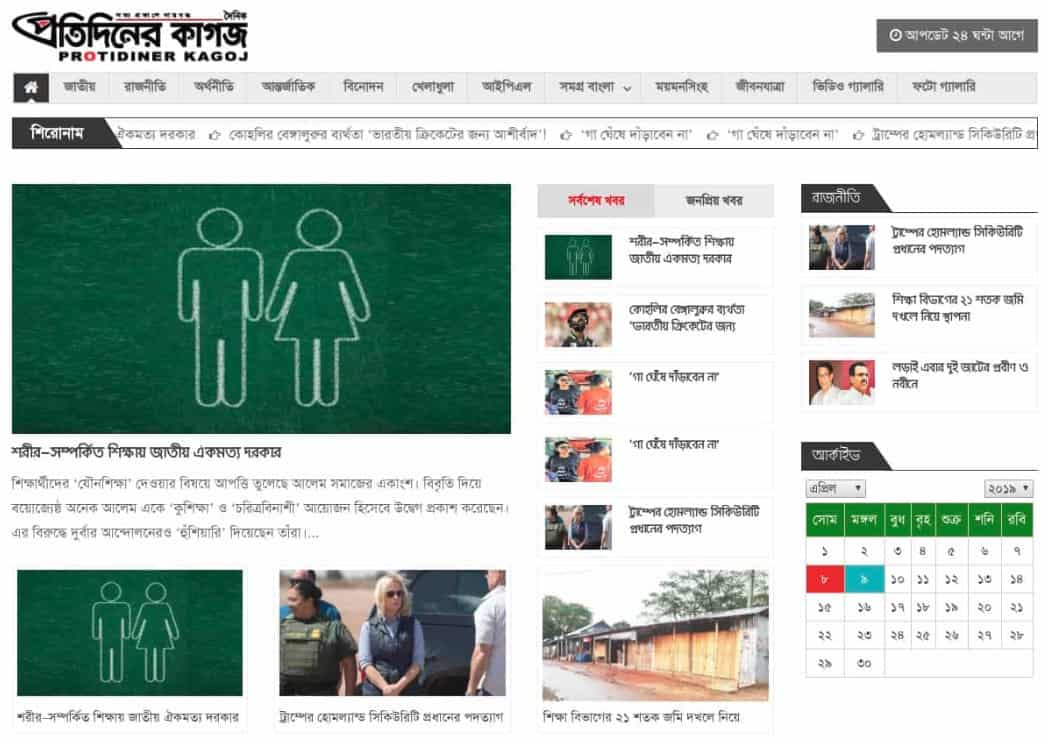 সত্য প্রকাশে দায়বদ্ধ
দৈনিক
প্রতিদিনের কাগজ
PROTIDINER KAGOJ
আপডেট ২৪ ঘন্টা আগে
জাতীয় রাজনীতি অর্থনীতি আন্তর্জাতিক বিনোদন খেলাধুলা আইপিএল সমগ্র বাংলা ময়মনসিংহ জীবনযাত্রা ভিডিও গ্যালারি ফটো গ্যালারি
শিরোনাম ঐকমত্য দরকার কোহলির বেঙ্গালুরুর ব্যর্থতা ‘ভারতীয় ক্রিকেটের জন্য আশীর্বাদ’! ‘গা ঘেঁষে দাঁড়াবেন না’ ‘গা ঘেঁষে দাঁড়াবেন না’ ট্রাম্পের হোমল্যান্ড সিকিউরিটি
শরীর–সম্পর্কিত শিক্ষায় জাতীয় ঐকমত্য দরকার
শিক্ষার্থীদের ‘যৌনশিক্ষা’ দেওয়ার বিষয়ে আপত্তি তুলেছে আলেম সমাজের একাংশ। বিবৃতি দিয়ে
বয়োজ্যেষ্ঠ অনেক আলেম একে ‘কুশিক্ষা’ ও ‘চরিত্রবিনাশী’ আয়োজন হিসেবে উদ্বেগ প্রকাশ করেছেন।
এর বিরুদ্ধে দুর্বার আন্দোলনেরও ‘হুঁশিয়ারি’ দিয়েছেন তাঁরা।...
শরীর–সম্পর্কিত শিক্ষায় জাতীয় ঐকমত্য দরকার
ট্রাম্পের হোমল্যান্ড সিকিউরিটি প্রধানের পদত্যাগ
শিক্ষা বিভাগের ২১ শতক জমি দখলে নিয়ে
সর্বশেষ খবর জনপ্রিয় খবর
শরীর–সম্পর্কিত শিক্ষায়
জাতীয় ঐকমত্য দরকার
কোহলির বেঙ্গালুরুর ব্যর্থতা
‘ভারতীয় ক্রিকেটের জন্য
‘গা ঘেঁষে দাঁড়াবেন না’
‘গা ঘেঁষে দাঁড়াবেন না’
ট্রাম্পের হোমল্যান্ড সিকিউরিটি
প্রধানের পদত্যাগ
রাজনীতি
ট্রাম্পের হোমল্যান্ড সিকিউরিটি
প্রধানের পদত্যাগ
শিক্ষা বিভাগের ২১ শতক জমি
দখলে নিয়ে স্থাপনা
লড়াই এবার দুই জাটের প্রবীণ ও
নবীনে
আর্কাইভ
এপ্রিল ২০১৯
সোম মঙ্গল বুধ বৃহ শুক্র শনি রবি
১ ২ ৩ ৪ ৫ ৬ ৭
৮ ৯ ১০ ১১ ১২ ১৩ ১৪
১৫ ১৬ ১৭ ১৮ ১৯ ২০ ২১
২২ ২৩ ২৪ ২৫ ২৬ ২৭ ২৮
২৯ ৩০